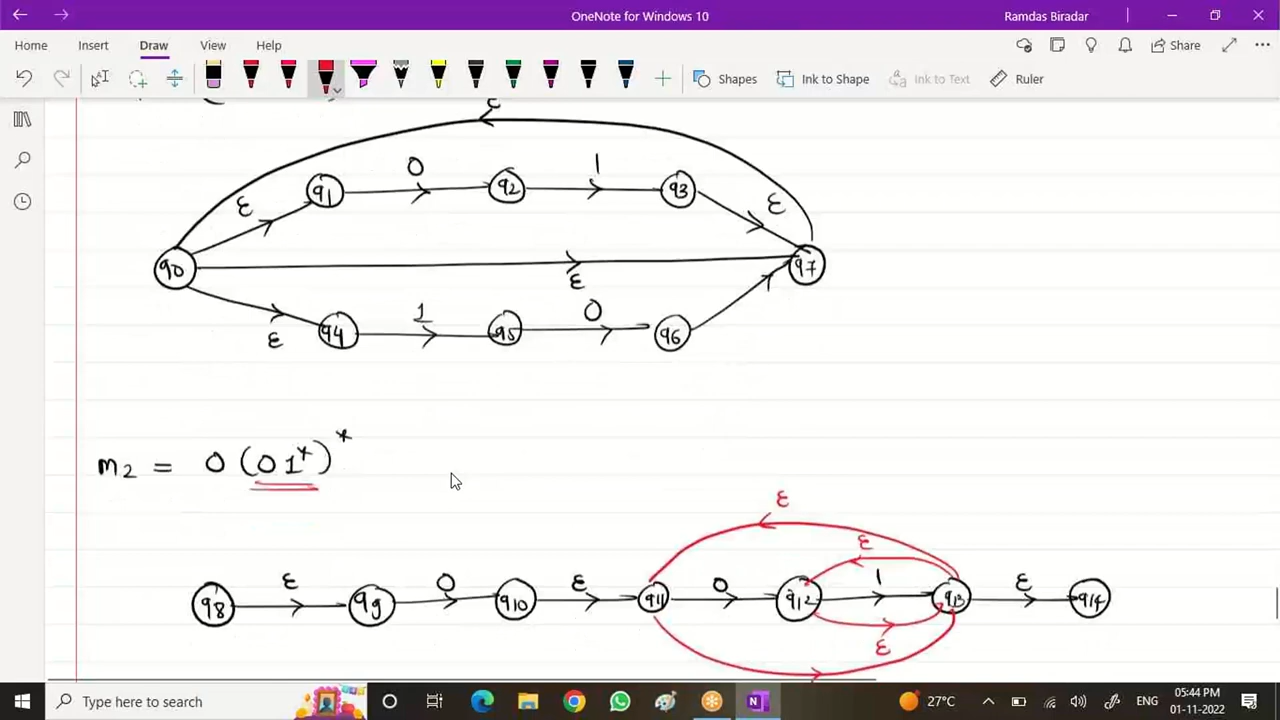 OneNote for Windows 10
Ramdas Biradar
Home Insert Draw View Help
Share
Shapes Ink to Shape Ink to Text Ruler
ε
0 1
q1 q2 q3
ε ε
q0 q7
ε
1 0
q4 q5 q6
ε
m2 = 0 (0 1*)*
ε
ε
ε 0 ε 0 1 ε
q8 q9 q10 q11 q12 q13 q14
ε
Type here to search
27°C
ENG
05:44 PM
01-11-2022